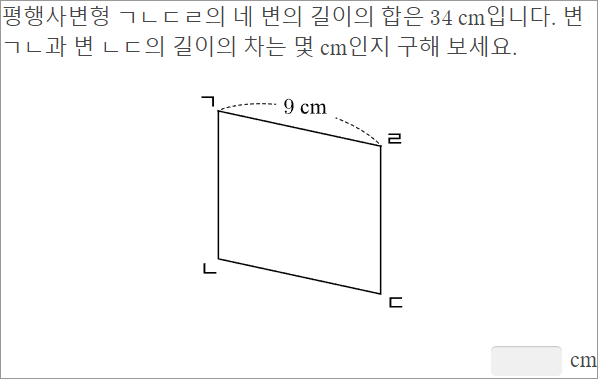 평행사변형 ㄱㄴㄷㄹ의 네 변의 길이의 합은 34 cm입니다. 변
ㄱㄴ과 변 ㄴㄷ의 길이의 차는 몇 cm인지 구해 보세요.
ㄱ
9 cm
ㄹ
ㄴ
ㄷ
cm